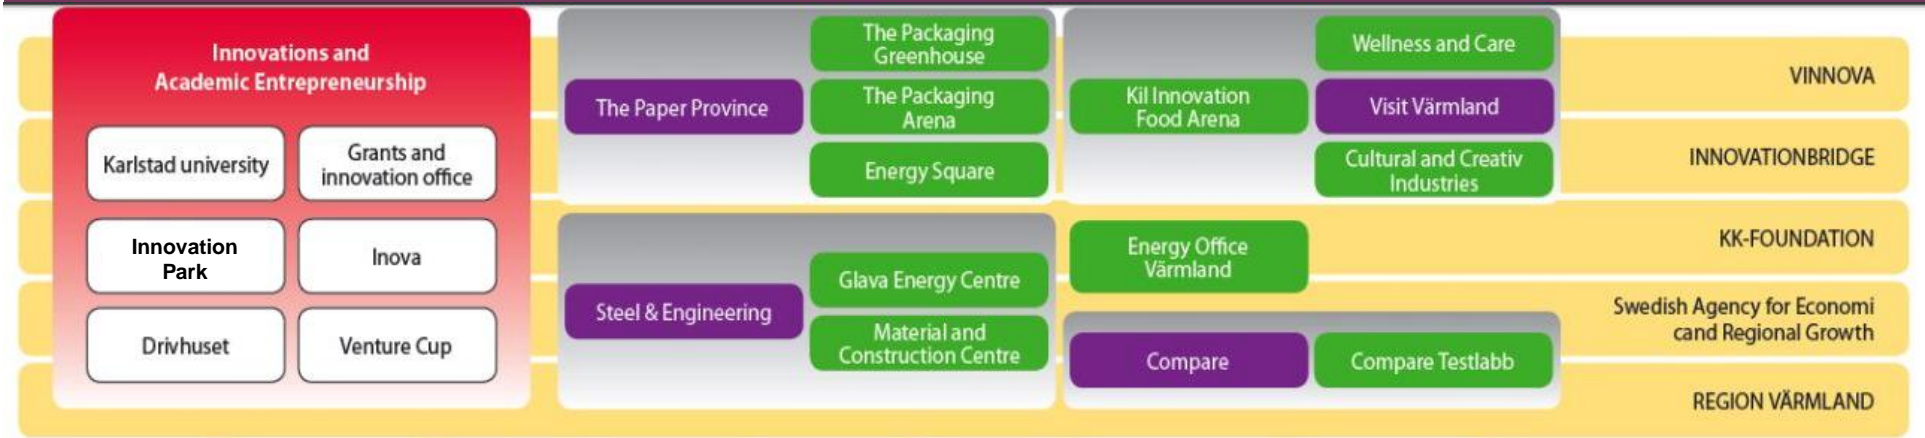 Innovations and
Academic Entrepreneurship
Karlstad university
Grants and
innovation office
Innovation
Park
Inova
Drivhuset
Venture Cup
The Paper Province
The Packaging
Greenhouse
The Packaging
Arena
Energy Square
Steel & Engineering
Glava Energy Centre
Material and
Construction Centre
Kil Innovation
Food Arena
Wellness and Care
Visit Värmland
Cultural and Creativ
Industries
Energy Office
Värmland
Compare
Compare Testlabb
VINNOVA
INNOVATIONBRIDGE
KK-FOUNDATION
Swedish Agency for Economi
cand Regional Growth
REGION VÄRMLAND